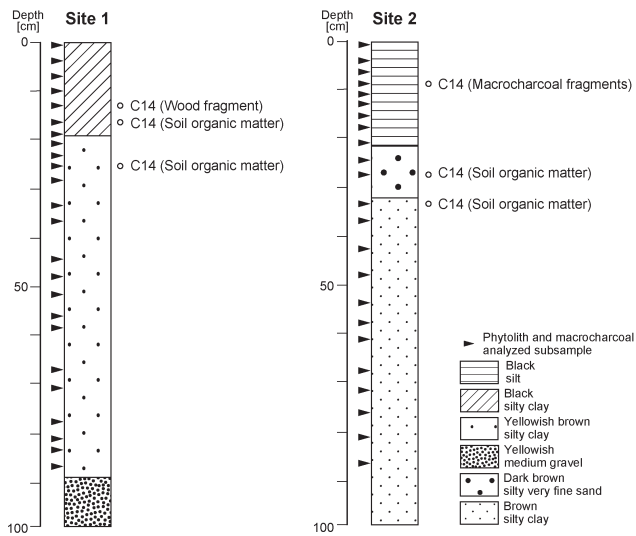 Depth
[cm]
Site 1
0
50
100
C14 (Wood fragment)
C14 (Soil organic matter)
C14 (Soil organic matter)
Depth
[cm]
Site 2
0
50
100
C14 (Macrocharcoal fragments)
C14 (Soil organic matter)
C14 (Soil organic matter)
Phytolith and macrocharcoal
analyzed subsample
Black
silt
Black
silty clay
Yellowish brown
silty clay
Yellowish
medium gravel
Dark brown
silty very fine sand
Brown
silty clay